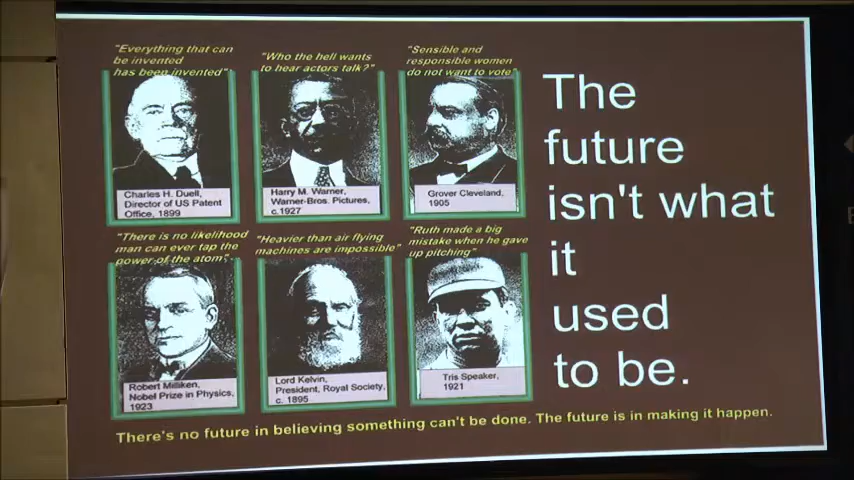 "Everything that can
be invented
has been invented"
Charles H. Duell,
Director of US Patent
Office, 1899
"Who the hell wants
to hear actors talk?"
Harry M. Warner,
Warner-Bros. Pictures,
c.1927
"Sensible and
responsible women
do not want to vote"
Grover Cleveland,
1905
"There is no likelihood
man can ever tap the
power of the atom"
Robert Milliken,
Nobel Prize in Physics,
1923
"Heavier than air flying
machines are impossible"
Lord Kelvin,
President, Royal Society,
c. 1895
"Ruth made a big
mistake when he gave
up pitching"
Tris Speaker,
1921
The
future
isn't what
it
used
to be.
There's no future in believing something can't be done. The future is in making it happen.